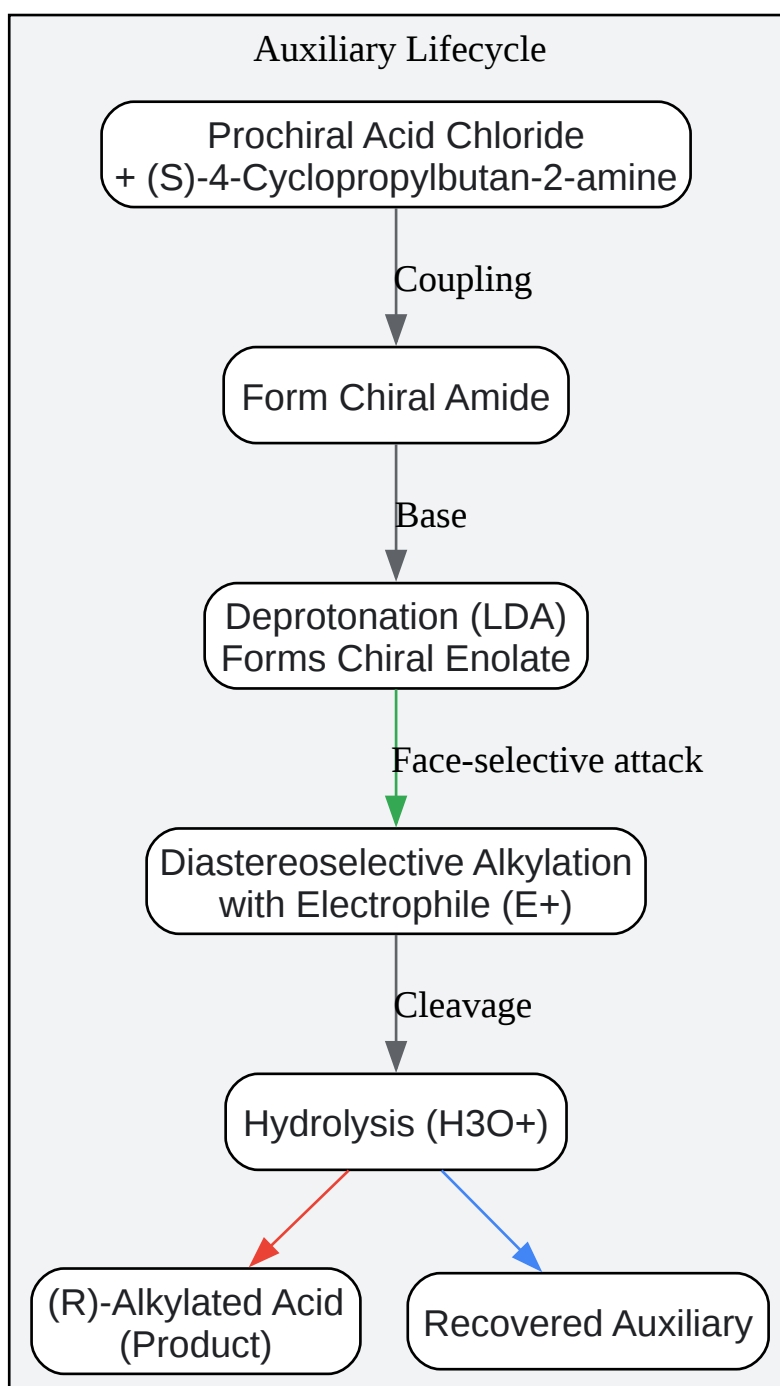 Auxiliary Lifecycle
Prochiral Acid Chloride
+ (S)-4-Cyclopropylbutan-2-amine
Coupling
Form Chiral Amide
Base
Deprotonation (LDA)
Forms Chiral Enolate
Face-selective attack
Diastereoselective Alkylation
with Electrophile (E+)
Cleavage
Hydrolysis (H3O+)
(R)-Alkylated Acid
(Product)
Recovered Auxiliary